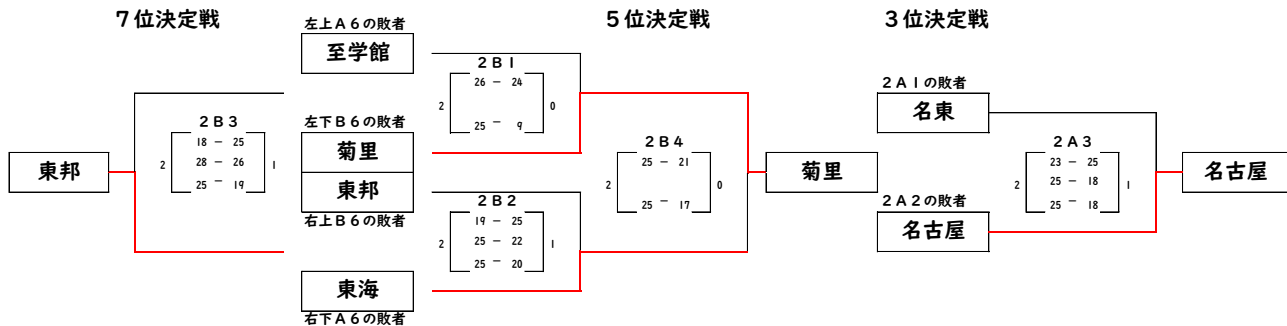 ７位決定戦
５位決定戦
３位決定戦
左上Ａ６の敗者
至学館
２Ｂ１
26 － 24
2 0
25 － 9
２Ａ１の敗者
名東
２Ｂ３
18 － 25
28 － 26
25 － 19
2 1
左下Ｂ６の敗者
菊里
東邦
右上Ｂ６の敗者
東邦
２Ｂ４
25 － 21
2 0
25 － 17
菊里
２Ａ３
23 － 25
25 － 18
25 － 18
2 1
名古屋
２Ｂ２
19 － 25
25 － 22
25 － 20
2 1
２Ａ２の敗者
名古屋
東海
右下Ａ６の敗者